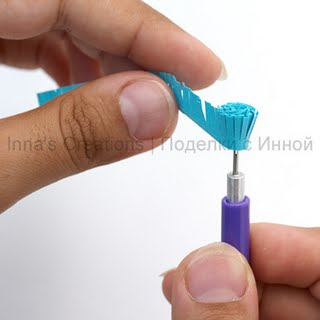 Inna's Creations | Поделки с Инной